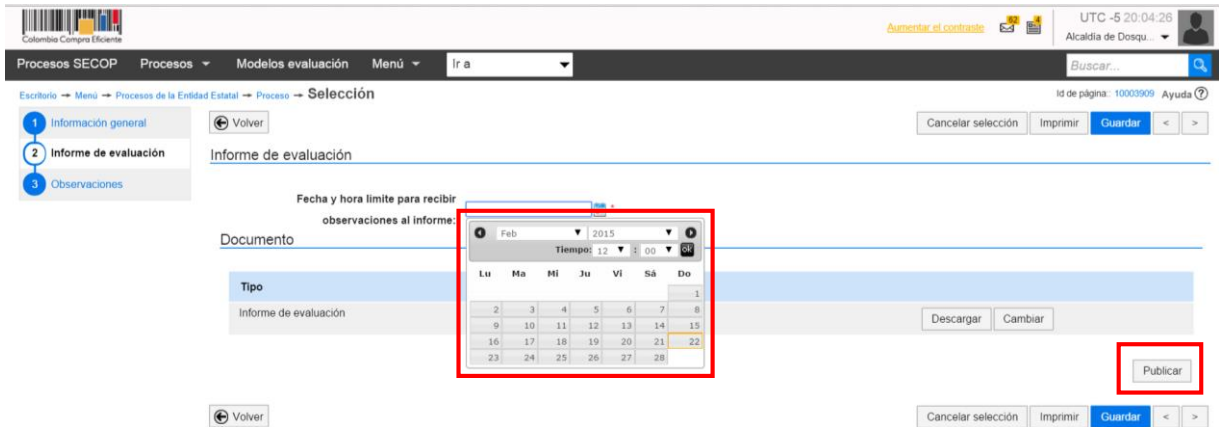 Colombia Compra Eficiente
Aumentar el contraste 52 4 UTC -5 20:04:26
Alcaldía de Dosqu...
Procesos SECOP Procesos Modelos evaluación Menú Ir a Buscar...
Escritorio → Menú → Procesos de la Entidad Estatal → Proceso → Selección Id de página:: 10003909 Ayuda ?
1 Información general Volver Cancelar selección Imprimir Guardar < >
2 Informe de evaluación Informe de evaluación
3 Observaciones
Fecha y hora limite para recibir
observaciones al informe: *
Feb 2015
Documento
Tiempo: 12 : 00 ok
Lu Ma Mi Ju Vi Sá Do
Tipo
1
Informe de evaluación Descargar Cambiar
2 3 4 5 6 7 8
9 10 11 12 13 14 15
16 17 18 19 20 21 22
23 24 25 26 27 28
Publicar
Volver Cancelar selección Imprimir Guardar < >